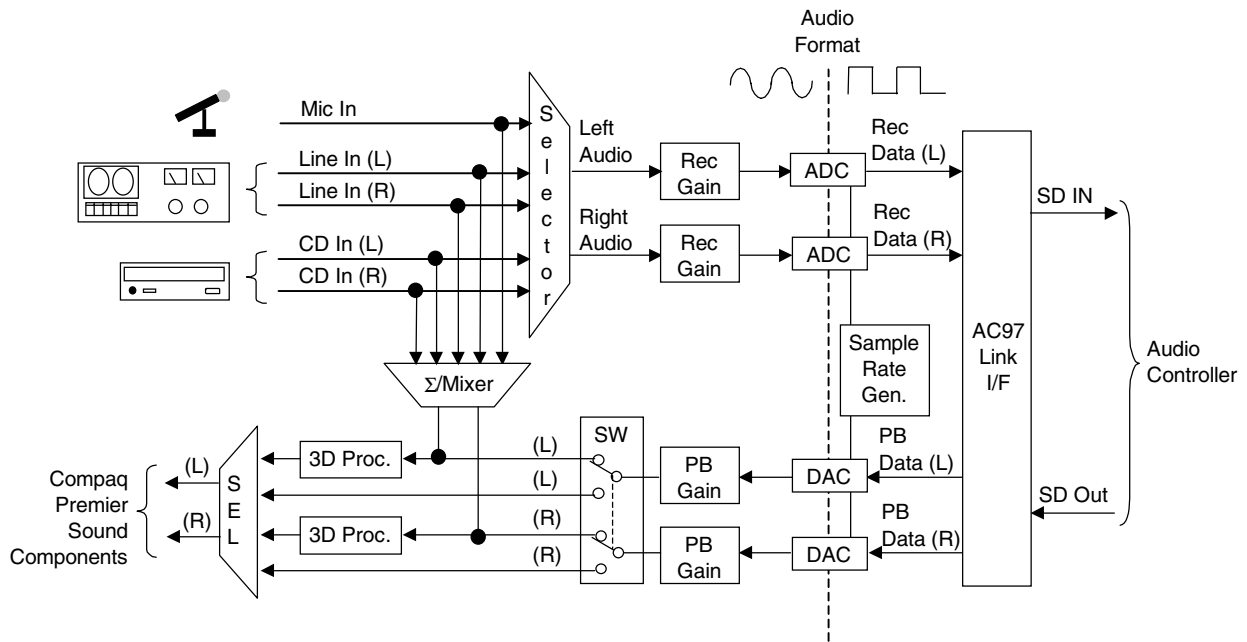 Audio
Format
Mic In
Line In (L)
Line In (R)
CD In (L)
CD In (R)
Selector
Left
Audio
Right
Audio
Rec
Gain
Rec
Gain
ADC
ADC
Rec
Data (L)
Rec
Data (R)
SD IN
AC97
Link
I/F
Audio
Controller
Sample
Rate
Gen.
Σ/Mixer
SW
PB
Data (L)
SD Out
PB
Data (R)
DAC
DAC
PB
Gain
PB
Gain
(L)
(L)
(R)
(R)
3D Proc.
3D Proc.
SEL
(L)
(R)
Compaq
Premier
Sound
Components